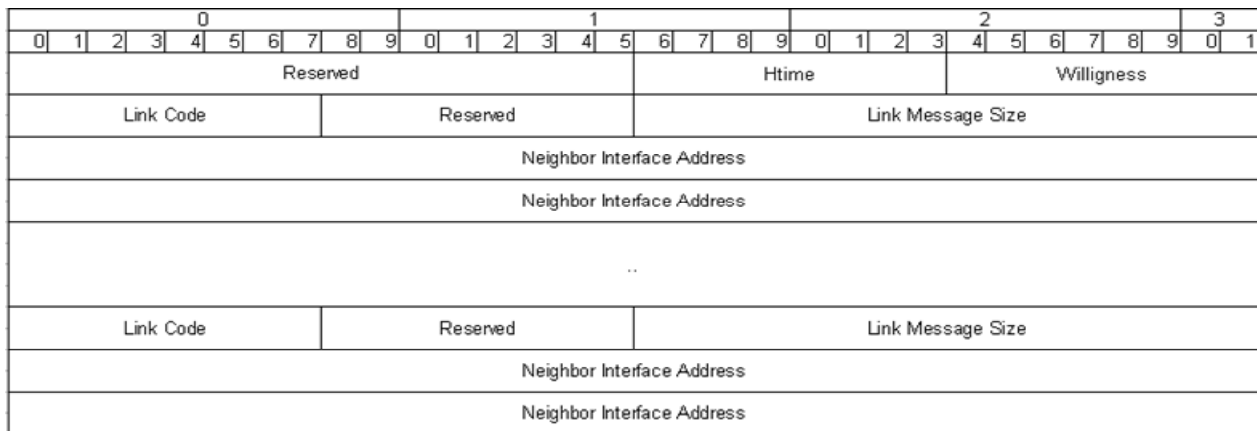 0 1 2 3
0 1 2 3 4 5 6 7 8 9 0 1 2 3 4 5 6 7 8 9 0 1 2 3 4 5 6 7 8 9 0 1
Reserved Htime Willigness
Link Code Reserved Link Message Size
Neighbor Interface Address
Neighbor Interface Address
..
Link Code Reserved Link Message Size
Neighbor Interface Address
Neighbor Interface Address